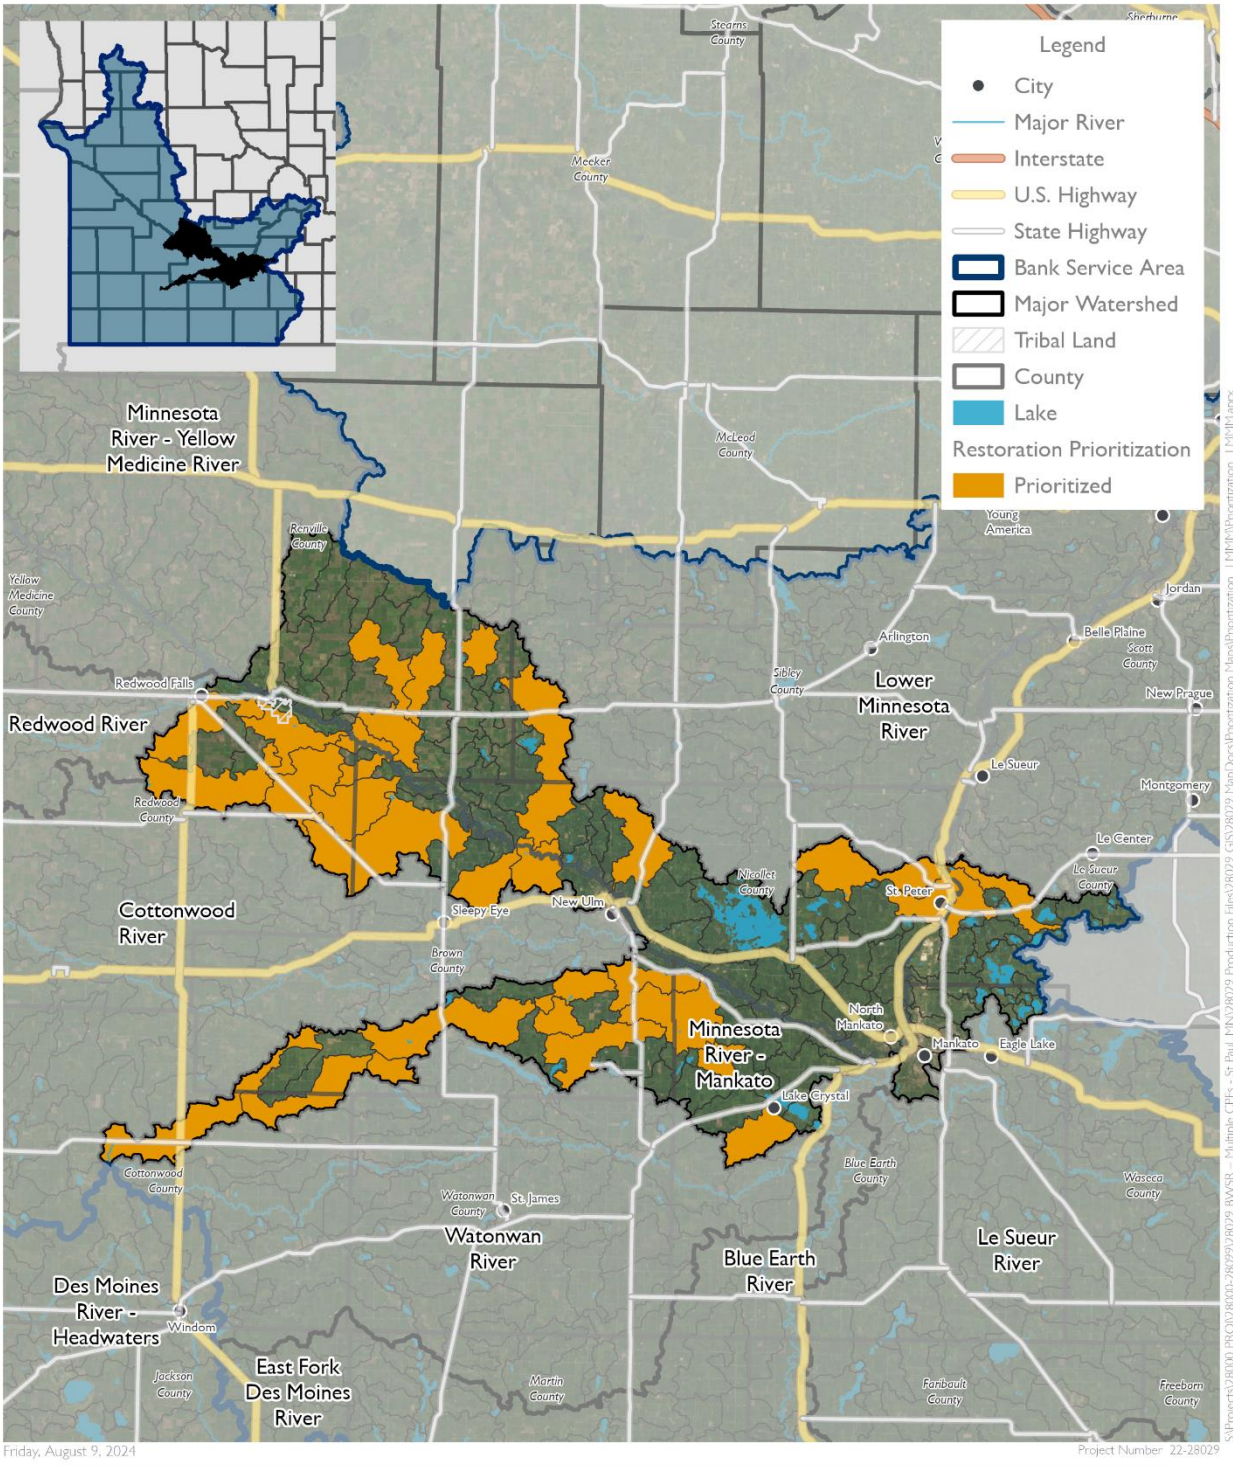 Stearns
County
Sherburne
Legend
City
Major River
Interstate
U.S. Highway
State Highway
Bank Service Area
Major Watershed
Tribal Land
County
Lake
Restoration Prioritization
Prioritized
Meeker
County
McLeod
County
Minnesota
River - Yellow
Medicine River
Renville
County
Young
America
Yellow
Medicine
County
Jordan
Arlington
Belle Plaine
Scott
County
Sibley
County
Lower
Minnesota
River
New Prague
Redwood Falls
Redwood River
Le Sueur
Montgomery
Redwood
County
Le Center
Le Sueur
County
Nicollet
County
St. Peter
Cottonwood
River
Sleepy Eye
New Ulm
Brown
County
North
Mankato
Minnesota
River -
Mankato
Mankato
Eagle Lake
Lake Crystal
Cottonwood
County
Blue Earth
County
Waseca
County
Watonwan
County
St. James
Watonwan
River
Blue Earth
River
Le Sueur
River
Des Moines
River -
Headwaters
Windom
East Fork
Des Moines
River
Jackson
County
Martin
County
Faribault
County
Freeborn
County
Friday, August 9, 2024
Project Number 22-28029